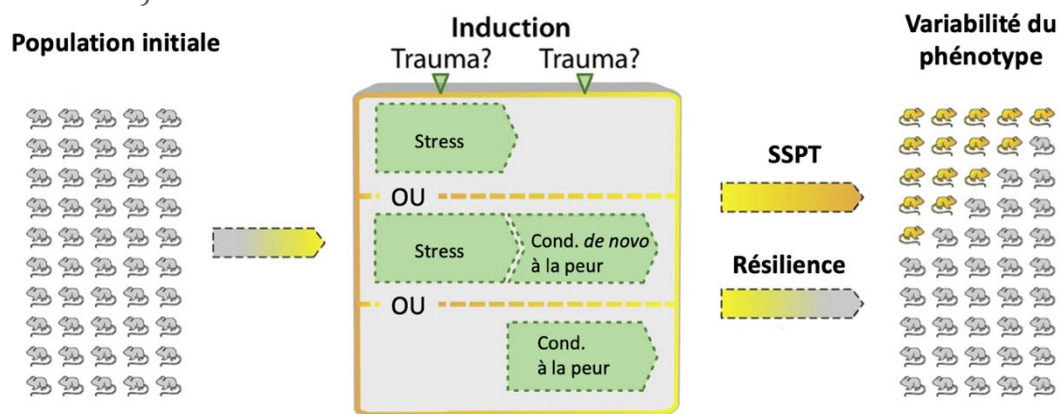 Population initiale
Induction
Trauma? Trauma?
Variabilité du
phénotype
Stress
OU
Stress
Cond. de novo
à la peur
OU
Cond.
à la peur
SSPT
Résilience